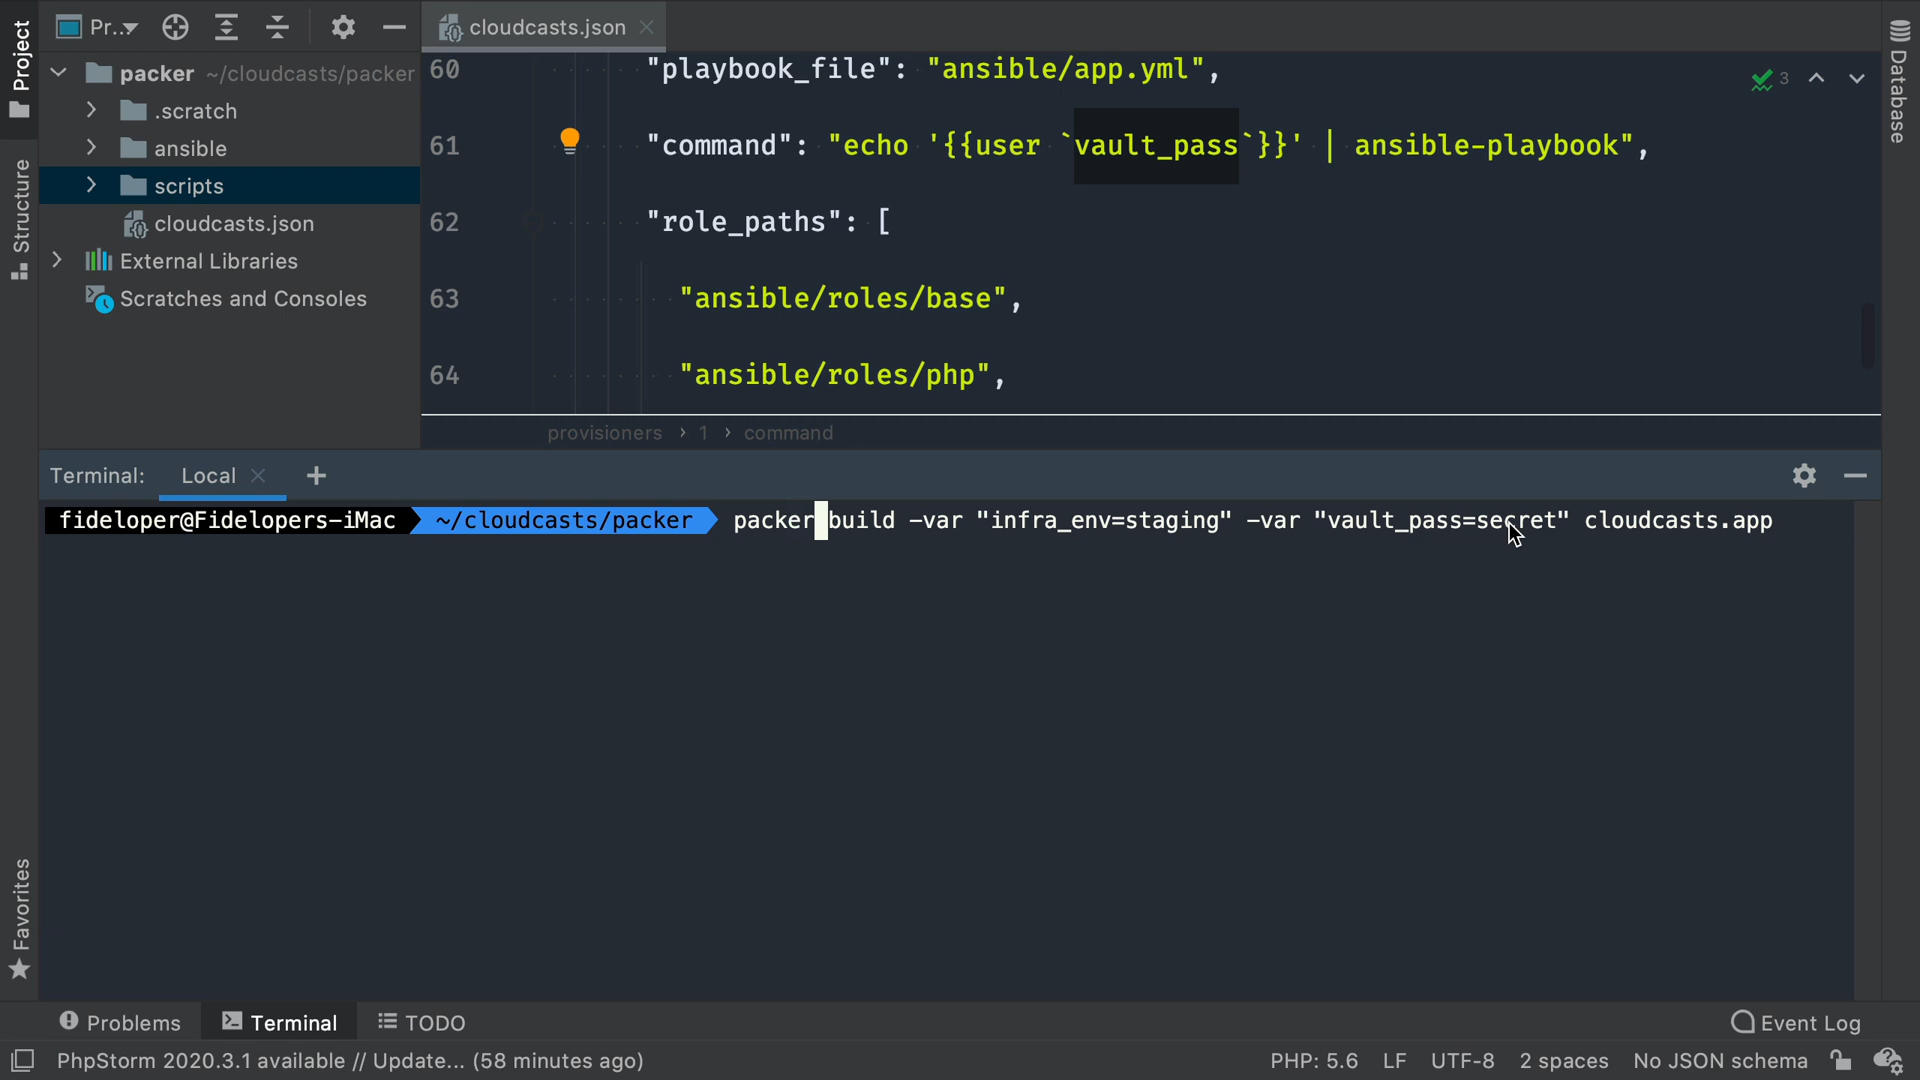 Project
Pr...
cloudcasts.json
packer ~/cloudcasts/packer
.scratch
ansible
scripts
cloudcasts.json
External Libraries
Scratches and Consoles
Structure
Favorites
Database
60 "playbook_file": "ansible/app.yml",
61 "command": "echo '{{user `vault_pass`}}' | ansible-playbook",
62 "role_paths": [
63 "ansible/roles/base",
64 "ansible/roles/php",
3
provisioners › 1 › command
Terminal: Local
fideloper@Fidelopers-iMac ~/cloudcasts/packer packer build -var "infra_env=staging" -var "vault_pass=secret" cloudcasts.app
Problems Terminal TODO Event Log
PhpStorm 2020.3.1 available // Update... (58 minutes ago) PHP: 5.6 LF UTF-8 2 spaces No JSON schema